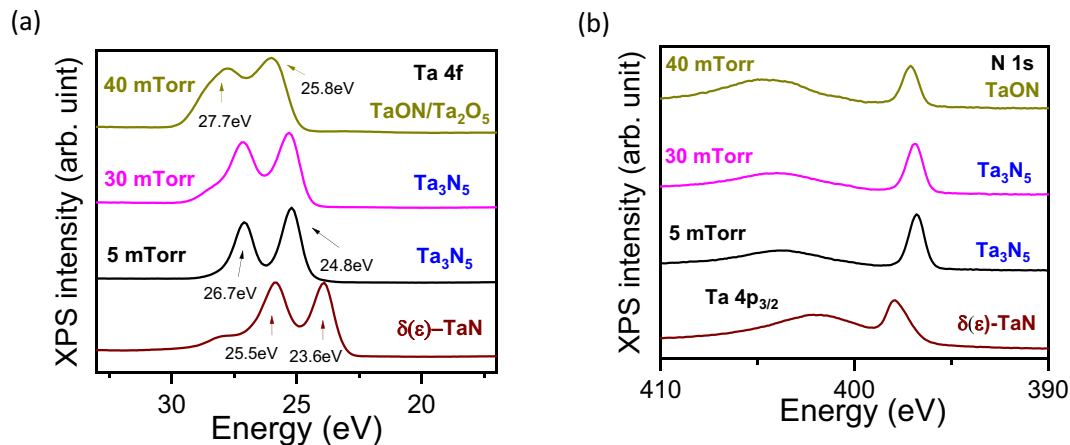 (a)
XPS intensity (arb. uint)
40 mTorr
Ta 4f
25.8eV
TaON/Ta₂O₅
27.7eV
30 mTorr
Ta₃N₅
5 mTorr
24.8eV
Ta₃N₅
26.7eV
δ(ε)–TaN
25.5eV
23.6eV
30
25
20
Energy (eV)
(b)
XPS intensity (arb. unit)
40 mTorr
N 1s
TaON
30 mTorr
Ta₃N₅
5 mTorr
Ta₃N₅
Ta 4p₃/₂
δ(ε)-TaN
410
400
390
Energy (eV)